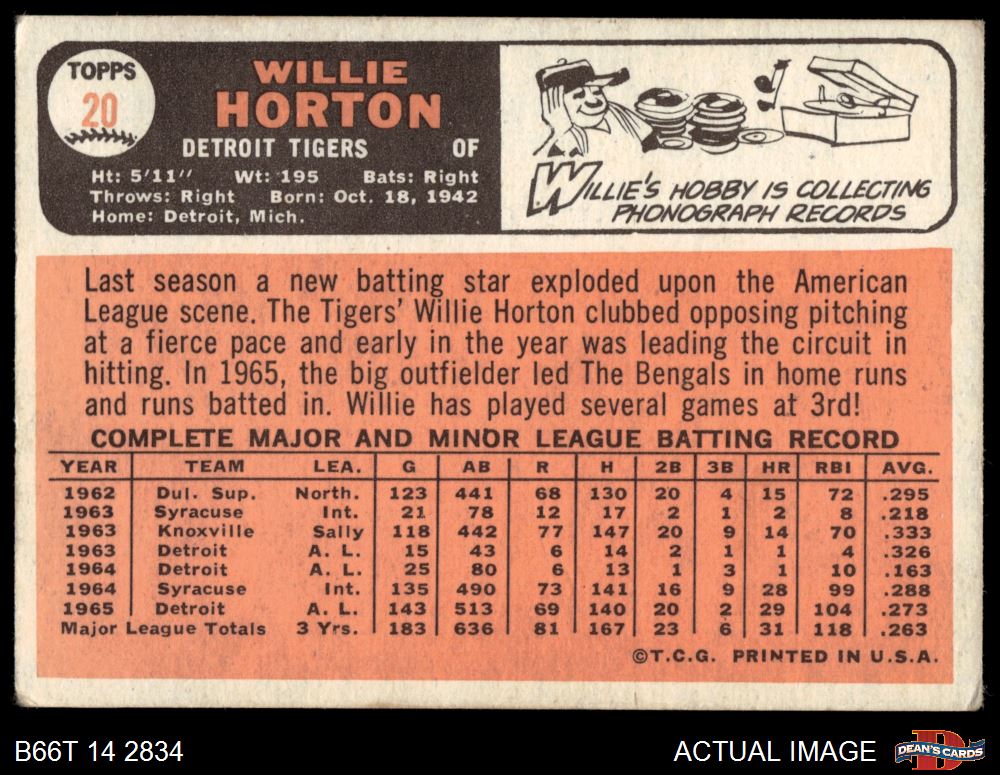 TOPPS
20
WILLIE
HORTON
DETROIT TIGERS OF
Ht: 5'11" Wt: 195 Bats: Right
Throws: Right Born: Oct. 18, 1942
Home: Detroit, Mich.
WILLIE'S HOBBY IS COLLECTING
PHONOGRAPH RECORDS
Last season a new batting star exploded upon the American
League scene. The Tigers' Willie Horton clubbed opposing pitching
at a fierce pace and early in the year was leading the circuit in
hitting. In 1965, the big outfielder led The Bengals in home runs
and runs batted in. Willie has played several games at 3rd!
COMPLETE MAJOR AND MINOR LEAGUE BATTING RECORD
YEAR TEAM LEA. G AB R H 2B 3B HR RBI AVG.
1962 Dul. Sup. North. 123 441 68 130 20 4 15 72 .295
1963 Syracuse Int. 21 78 12 17 2 1 2 8 .218
1963 Knoxville Sally 118 442 77 147 20 9 14 70 .333
1963 Detroit A. L. 15 43 6 14 2 1 1 4 .326
1964 Detroit A. L. 25 80 6 13 1 3 1 10 .163
1964 Syracuse Int. 135 490 73 141 16 9 28 99 .288
1965 Detroit A. L. 143 513 69 140 20 2 29 104 .273
Major League Totals 3 Yrs. 183 636 81 167 23 6 31 118 .263
©T.C.G. PRINTED IN U.S.A.
B66T 14 2834
ACTUAL IMAGE
DEAN'S CARDS